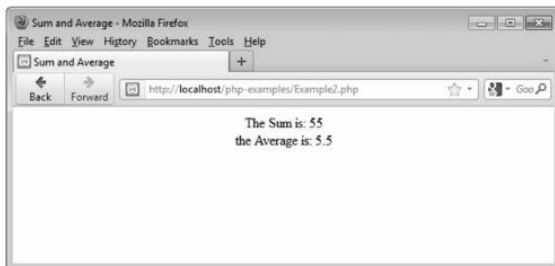 Sum and Average - Mozilla Firefox
File Edit View History Bookmarks Tools Help
Sum and Average +
Back Forward http://localhost/php-examples/Example2.php Goo
The Sum is: 55
the Average is: 5.5